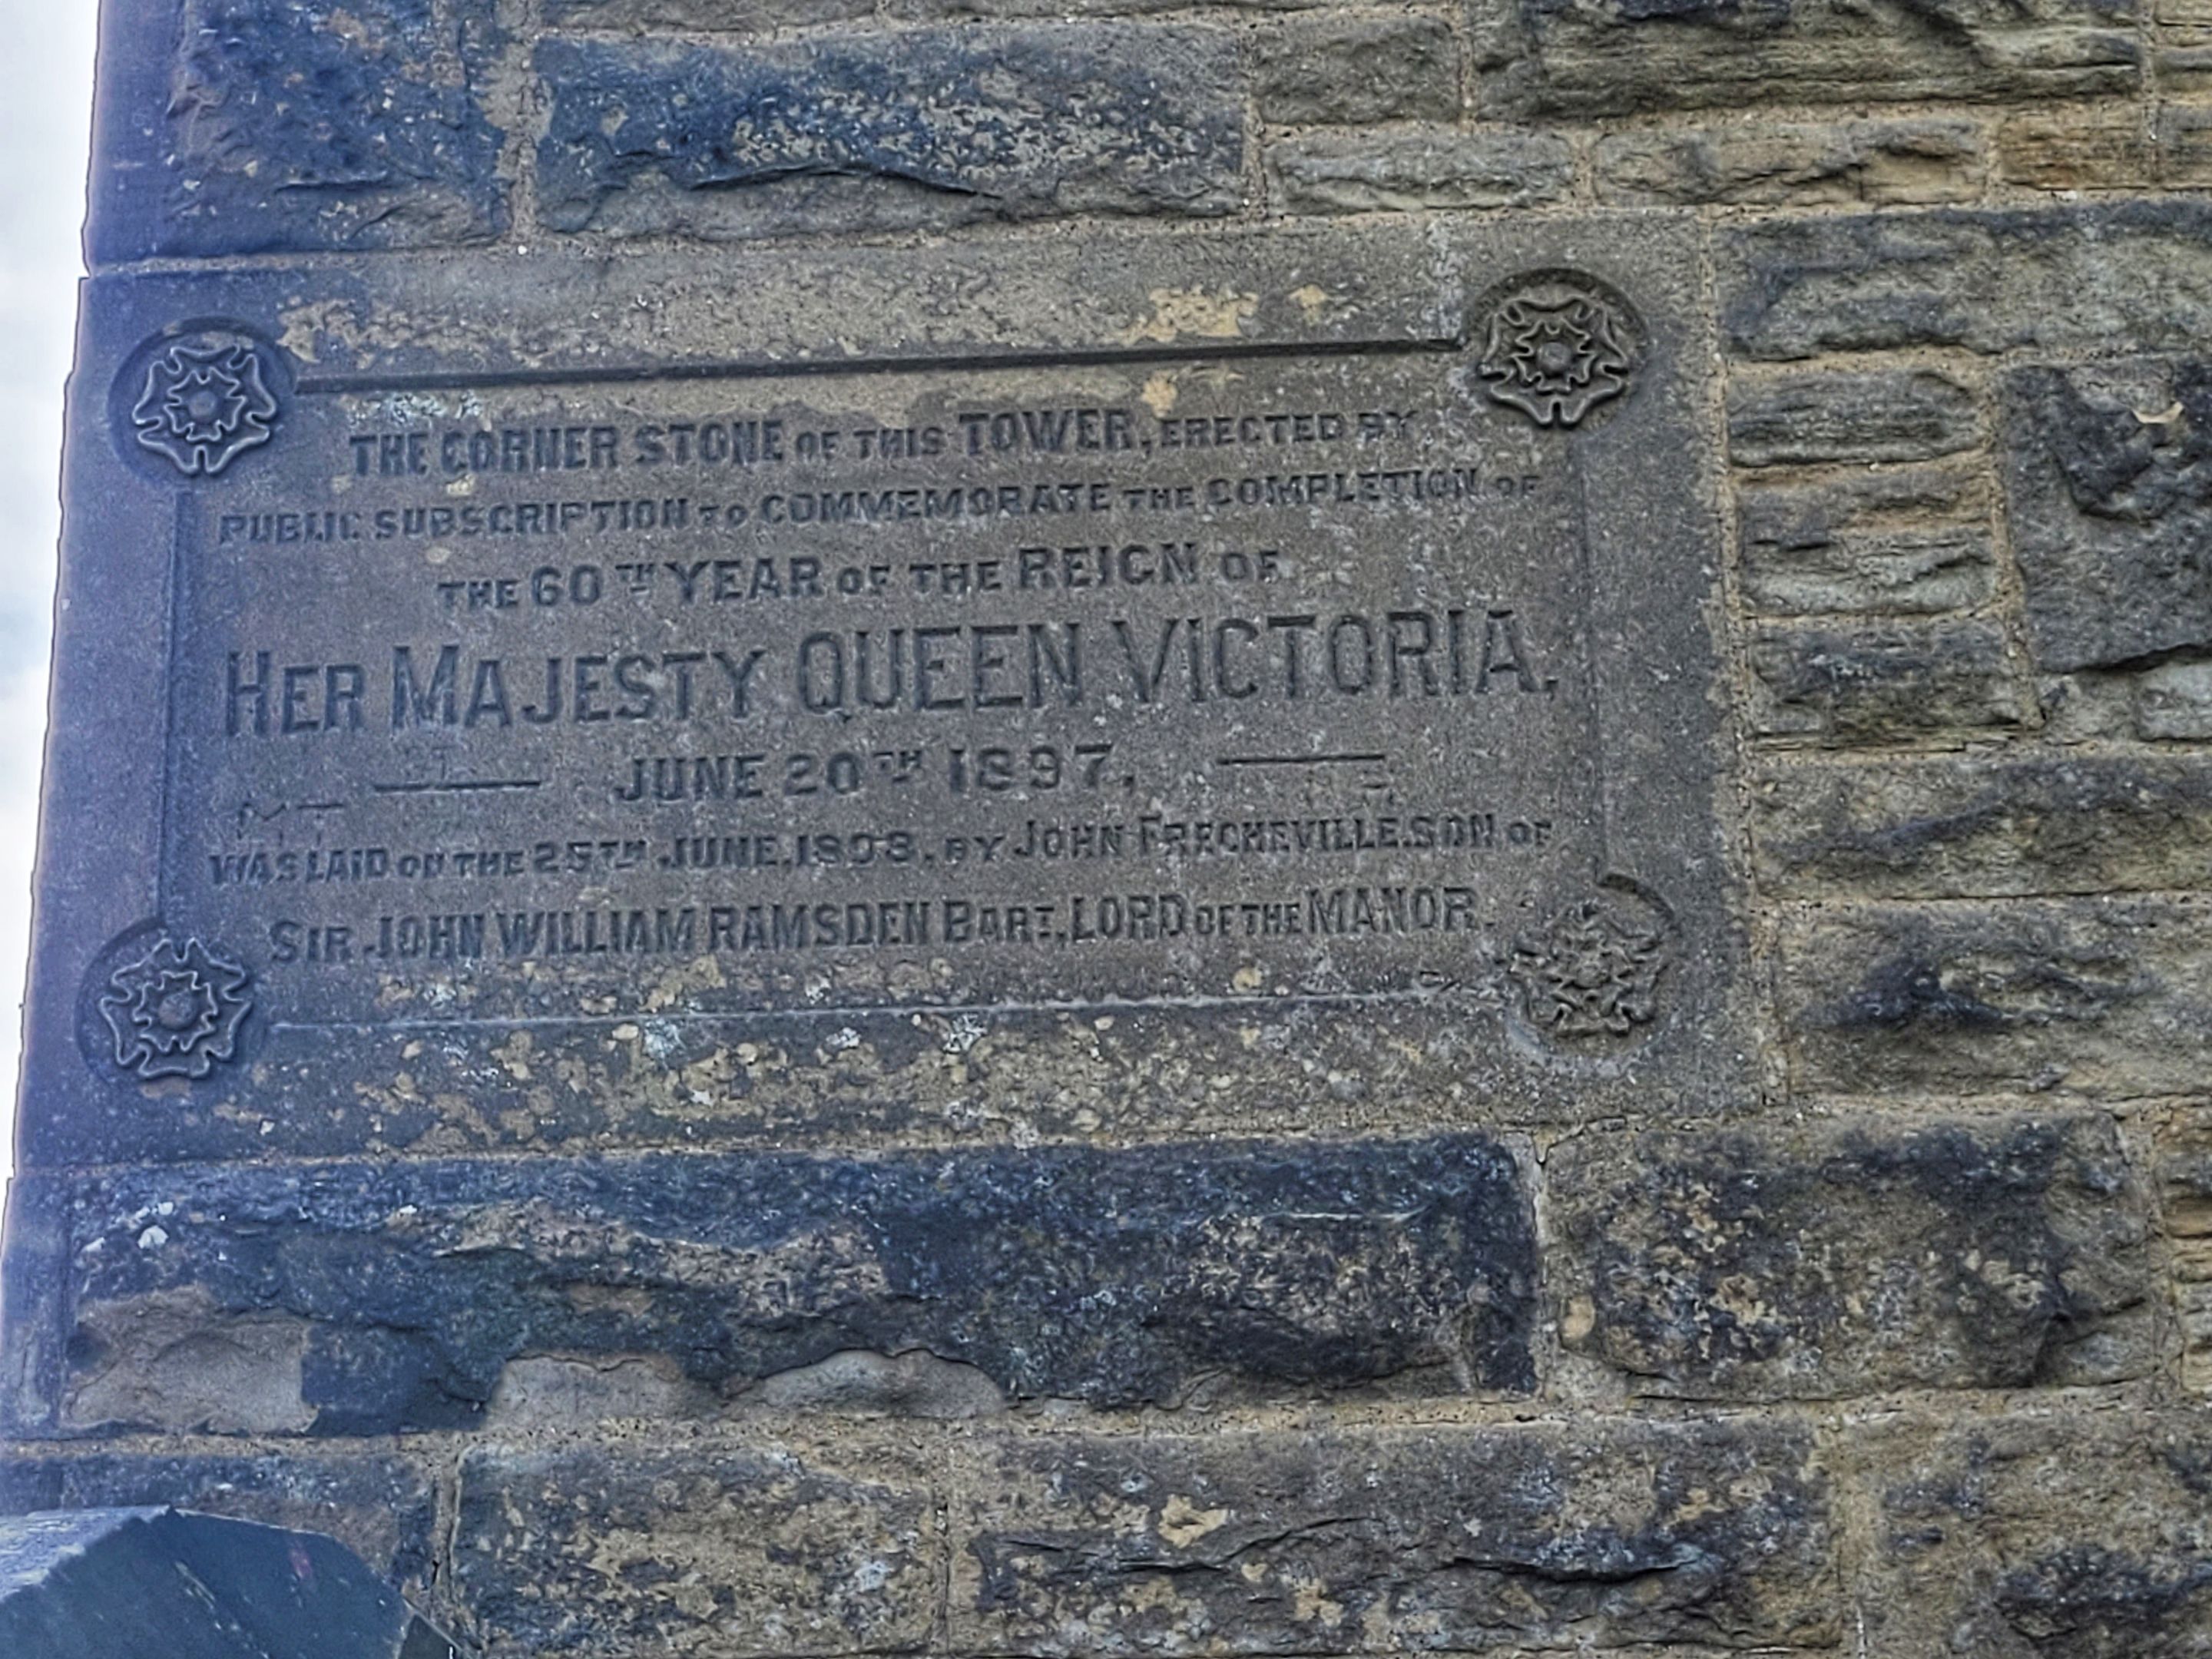 THE CORNER STONE OF THIS TOWER, ERECTED BY
PUBLIC SUBSCRIPTION TO COMMEMORATE THE COMPLETION OF
THE 60TH YEAR OF THE REIGN OF
HER MAJESTY QUEEN VICTORIA.
JUNE 20TH 1897.
WAS LAID ON THE 25TH JUNE, 1898, BY JOHN FRECHEVILLE, SON OF
SIR JOHN WILLIAM RAMSDEN BART. LORD OF THE MANOR.